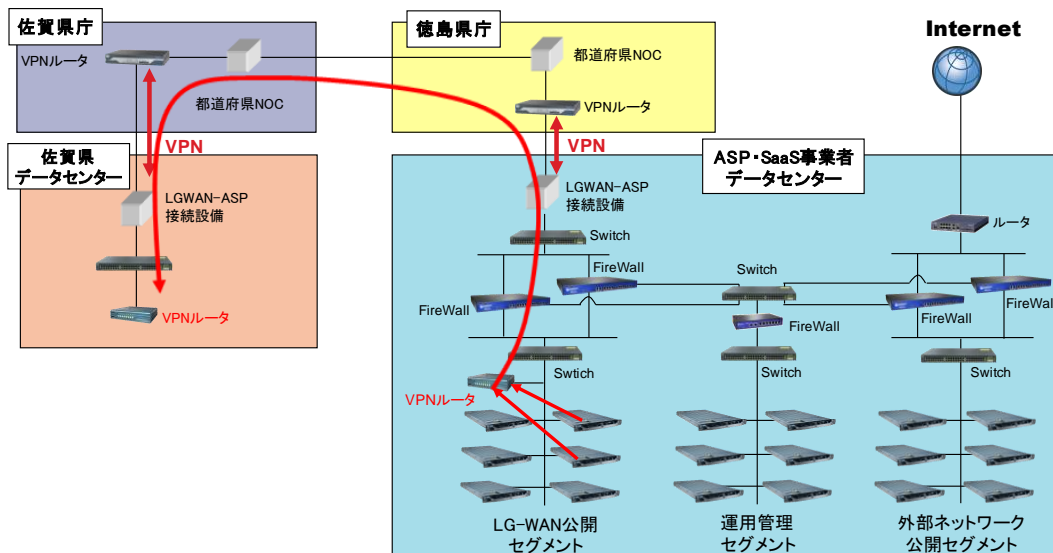 佐賀県庁
VPNルータ
都道府県NOC
VPN
佐賀県
データセンター
LGWAN-ASP
接続設備
VPNルータ
徳島県庁
都道府県NOC
VPNルータ
VPN
ASP・SaaS事業者
データセンター
LGWAN-ASP
接続設備
Switch
FireWall
FireWall
Swtich
VPNルータ
LG-WAN公開
セグメント
Switch
FireWall
Switch
運用管理
セグメント
Internet
ルータ
FireWall
FireWall
Switch
外部ネットワーク
公開セグメント